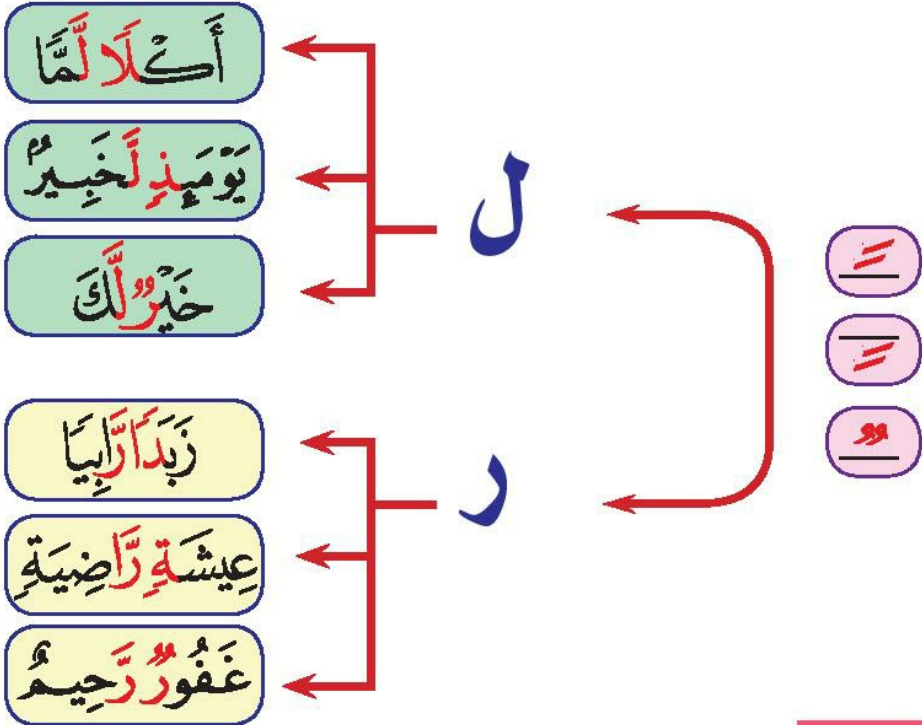 أَكْلًا لَّمًّا
يَوْمَئِذٍ لَّخَبِيرٌۢ
خَيْرٌ لَّكَ
ل
زَبَدًا رَّابِيًا
عِيشَةٍ رَّاضِيَةٍ
غَفُورٌ رَّحِيمٌ
ر
ـً
ـٍ
ـٌ